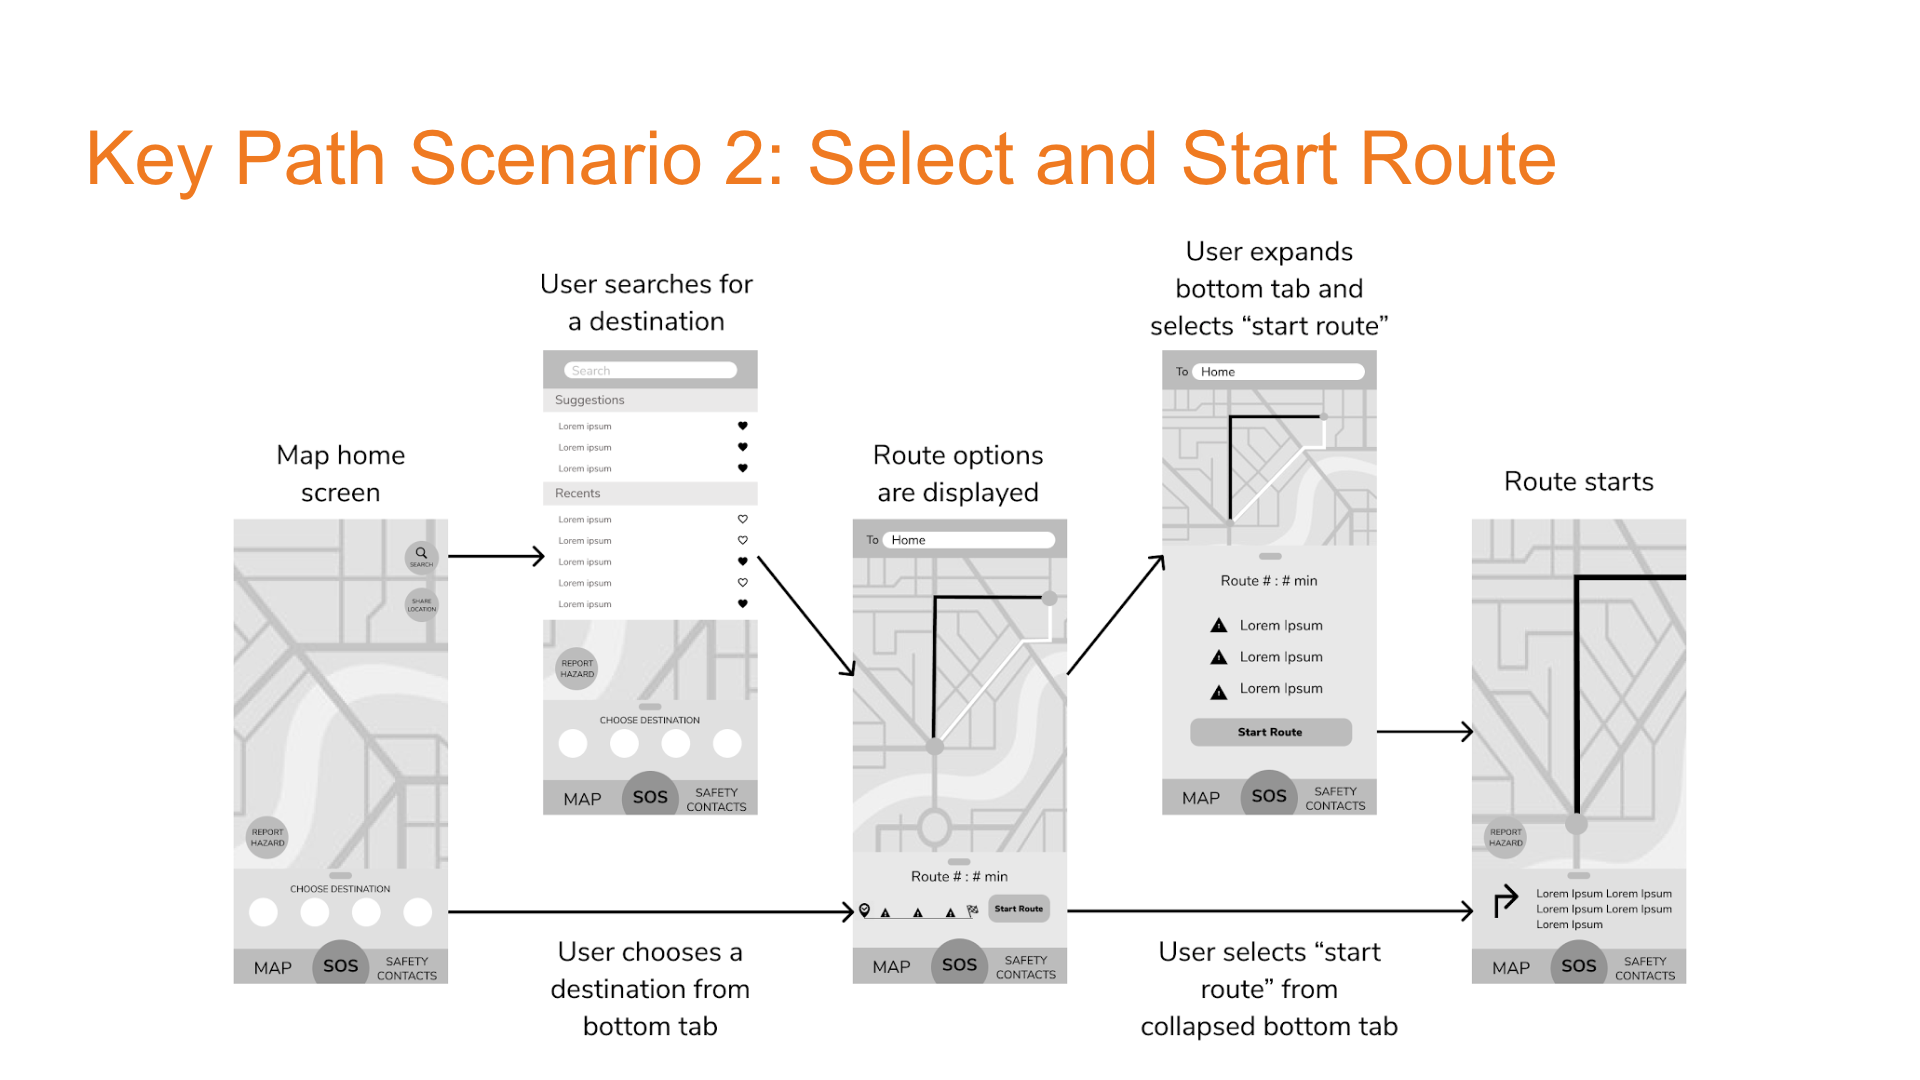 Key Path Scenario 2: Select and Start Route
Map home
screen
SEARCH
SHARE
LOCATION
REPORT
HAZARD
CHOOSE DESTINATION
MAP
SOS
SAFETY
CONTACTS
User searches for
a destination
Search
Suggestions
Lorem ipsum
Lorem ipsum
Lorem ipsum
Recents
Lorem ipsum
Lorem ipsum
Lorem ipsum
Lorem ipsum
Lorem ipsum
REPORT
HAZARD
CHOOSE DESTINATION
MAP
SOS
SAFETY
CONTACTS
User chooses a
destination from
bottom tab
Route options
are displayed
To Home
Route # : # min
Start Route
MAP
SOS
SAFETY
CONTACTS
User expands
bottom tab and
selects “start route”
To Home
Route # : # min
Lorem Ipsum
Lorem Ipsum
Lorem Ipsum
Start Route
MAP
SOS
SAFETY
CONTACTS
User selects “start
route” from
collapsed bottom tab
Route starts
REPORT
HAZARD
Lorem Ipsum Lorem Ipsum
Lorem Ipsum Lorem Ipsum
Lorem Ipsum
MAP
SOS
SAFETY
CONTACTS